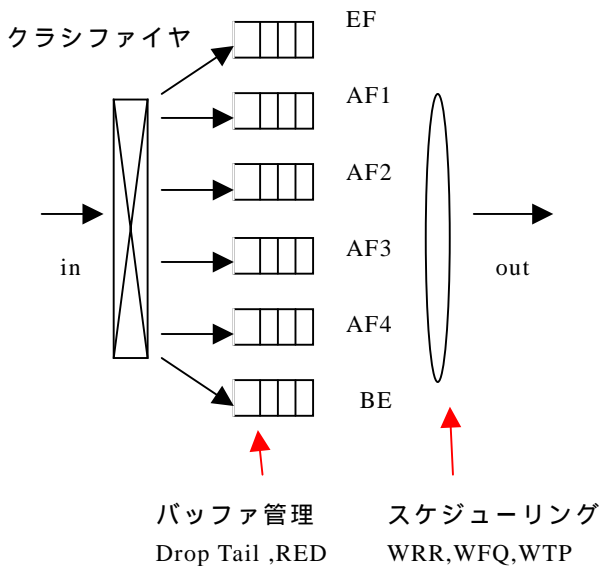 クラシファイヤ
EF
AF1
AF2
AF3
AF4
BE
in
out
バッファ管理
Drop Tail ,RED
スケジューリング
WRR,WFQ,WTP